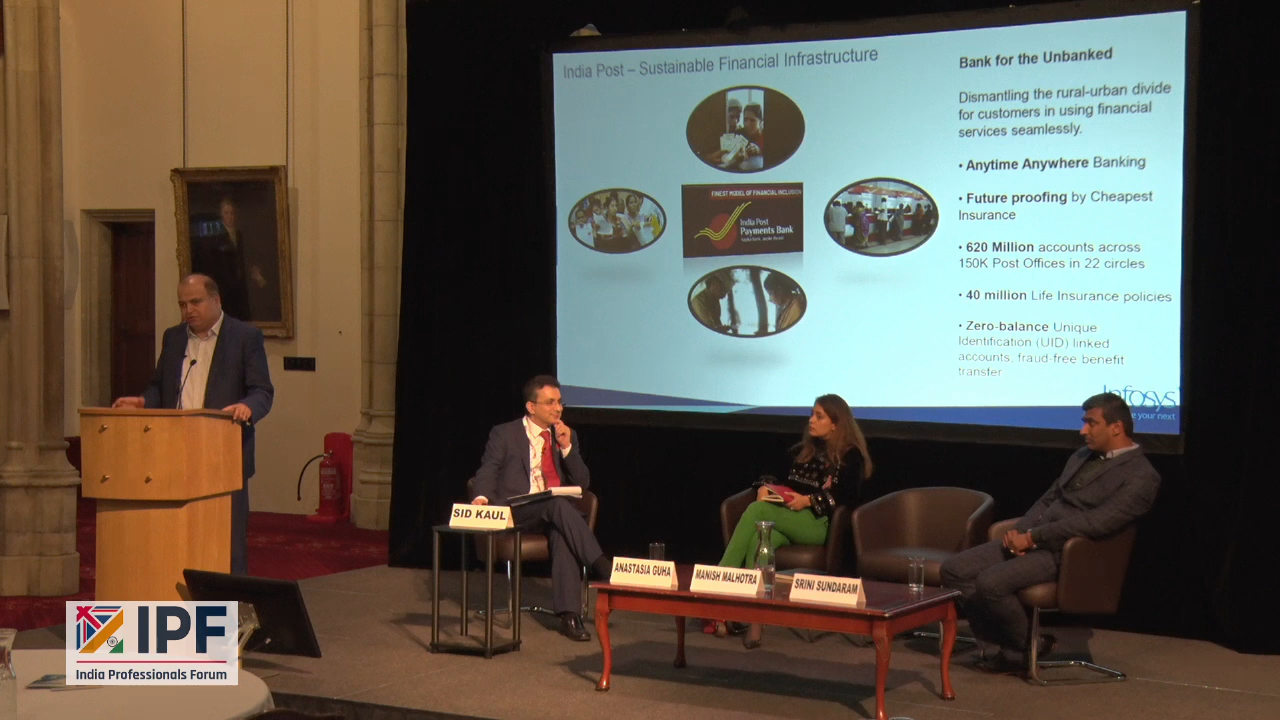 India Post – Sustainable Financial Infrastructure
FINEST MODEL OF FINANCIAL INCLUSION
India Post
Payments Bank
Bank for the Unbanked
Dismantling the rural-urban divide
for customers in using financial
services seamlessly.
• Anytime Anywhere Banking
• Future proofing by Cheapest
Insurance
• 620 Million accounts across
150K Post Offices in 22 circles
• 40 million Life Insurance policies
• Zero-balance Unique
Identification (UID) linked
accounts, fraud-free benefit
transfer
Infosys
your next
SID KAUL
ANASTASIA GUHA
MANISH MALHOTRA
SRINI SUNDARAM
IPF
India Professionals Forum